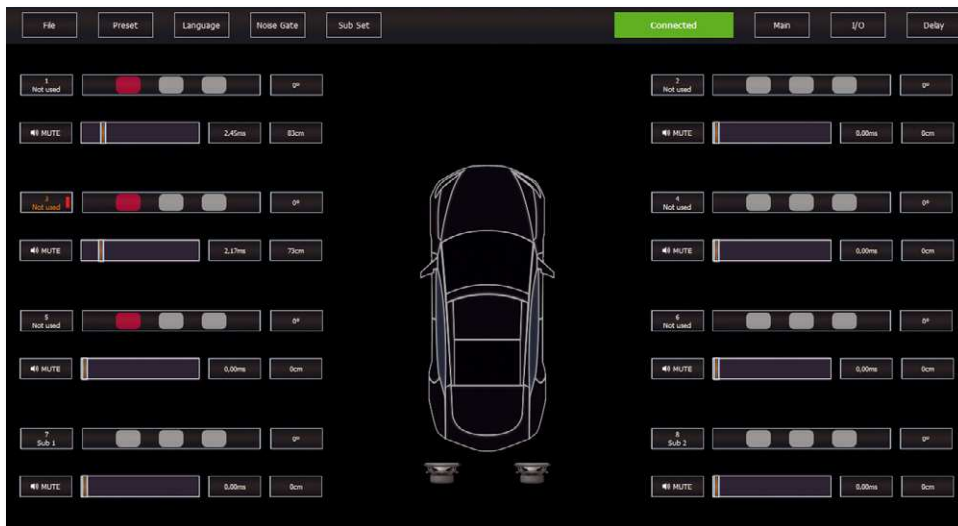 File Preset Language Noise Gate Sub Set Connected Main I/O Delay
1
Not used
0°
2
Not used
0°
MUTE 2.45ms 83cm
MUTE 0.00ms 0cm
3
Not used
0°
4
Not used
0°
MUTE 2.17ms 73cm
MUTE 0.00ms 0cm
5
Not used
0°
6
Not used
0°
MUTE 0.00ms 0cm
MUTE 0.00ms 0cm
7
Sub 1
0°
8
Sub 2
0°
MUTE 0.00ms 0cm
MUTE 0.00ms 0cm